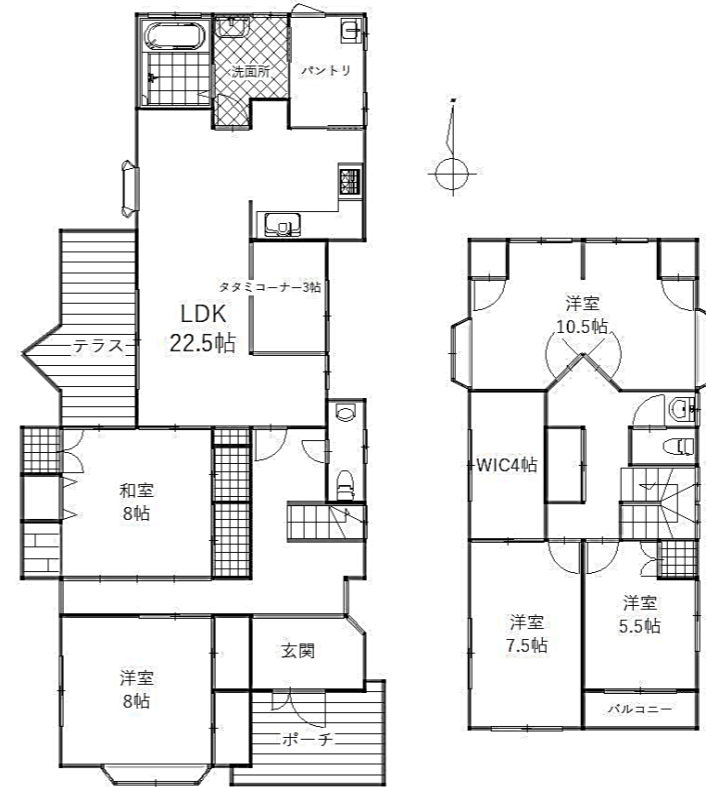 洗面所
パントリ
タタミコーナー3帖
LDK
22.5帖
テラス
和室
8帖
洋室
8帖
玄関
ポーチ
洋室
10.5帖
WIC4帖
洋室
7.5帖
洋室
5.5帖
バルコニー